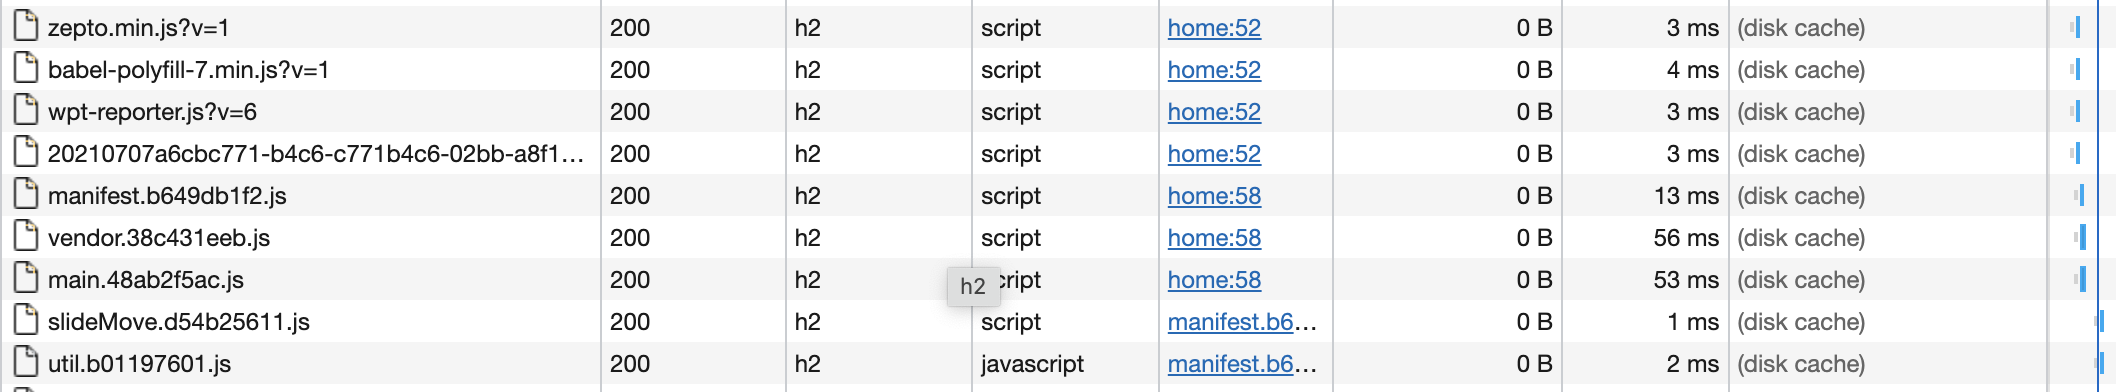 zepto.min.js?v=1 200 h2 script home:52 0 B 3 ms (disk cache)
babel-polyfill-7.min.js?v=1 200 h2 script home:52 0 B 4 ms (disk cache)
wpt-reporter.js?v=6 200 h2 script home:52 0 B 3 ms (disk cache)
20210707a6cbc771-b4c6-c771b4c6-02bb-a8f1... 200 h2 script home:52 0 B 3 ms (disk cache)
manifest.b649db1f2.js 200 h2 script home:58 0 B 13 ms (disk cache)
vendor.38c431eeb.js 200 h2 script home:58 0 B 56 ms (disk cache)
main.48ab2f5ac.js 200 h2 cript home:58 0 B 53 ms (disk cache)
h2
slideMove.d54b25611.js 200 h2 script manifest.b6... 0 B 1 ms (disk cache)
util.b01197601.js 200 h2 javascript manifest.b6... 0 B 2 ms (disk cache)